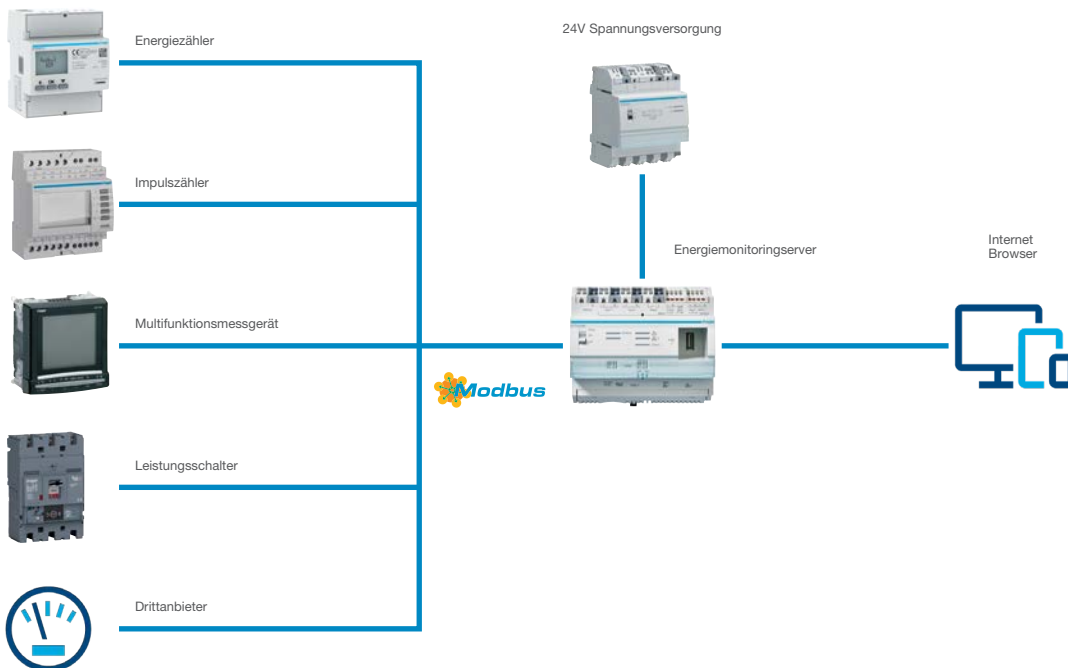 Energiezähler
24V Spannungsversorgung
Impulszähler
Energiemonitoringserver
Internet
Browser
Multifunktionsmessgerät
Modbus
Leistungsschalter
Drittanbieter